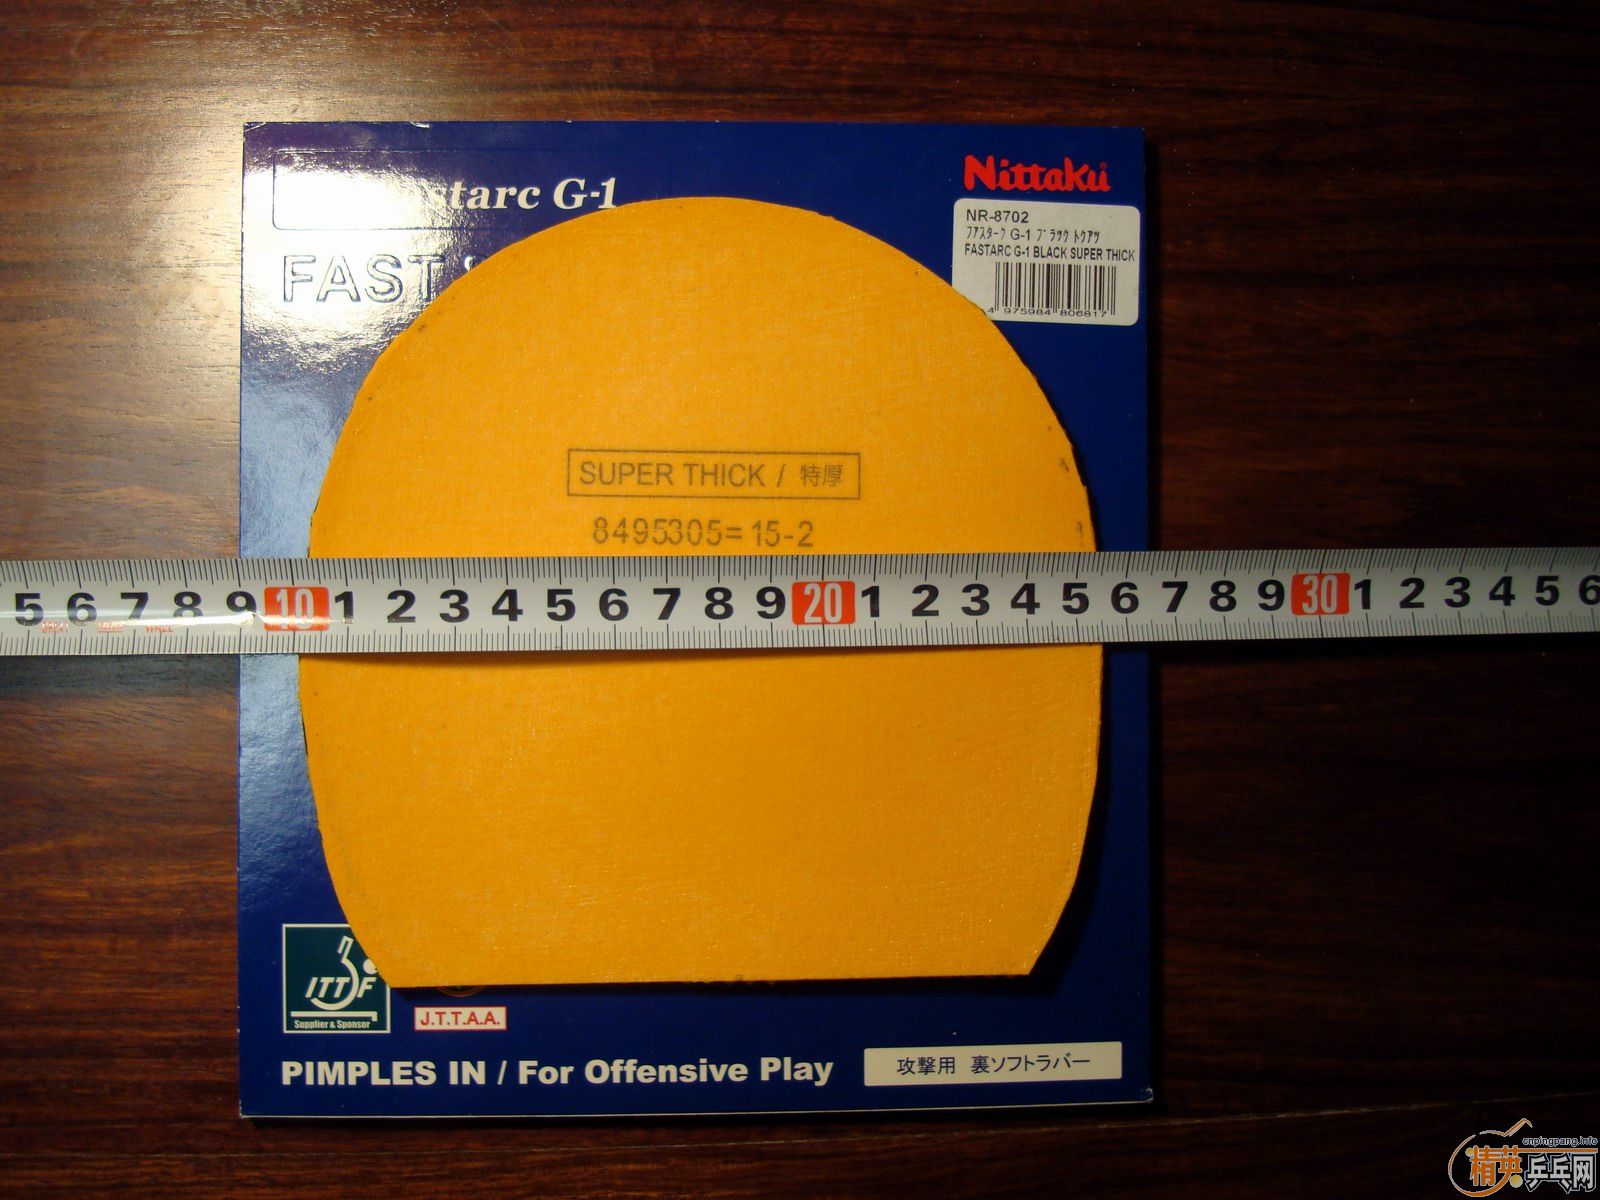 starc G-1
FAST
Nittaku
NR-8702
ﾌｧｽﾀｰｸ G-1 ﾌﾞﾗｯｸ ﾄｸｱﾂ
FASTARC G-1 BLACK SUPER THICK
4 975984 806817
SUPER THICK / 特厚
8495305=15-2
5 6 7 8 9 10 1 2 3 4 5 6 7 8 9 20 1 2 3 4 5 6 7 8 9 30 1 2 3 4 5 6
ITTF
Supplier & Sponsor
J.T.T.A.A.
PIMPLES IN / For Offensive Play
攻撃用 裏ソフトラバー
cnpingpang.info
精英乒乓网